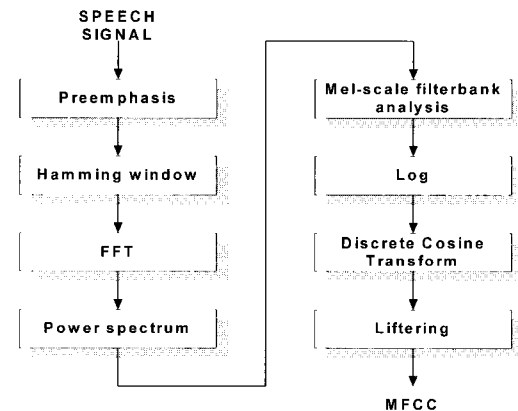 SPEECH
SIGNAL
Preemphasis
Hamming window
FFT
Power spectrum
Mel-scale filterbank
analysis
Log
Discrete Cosine
Transform
Liftering
MFCC